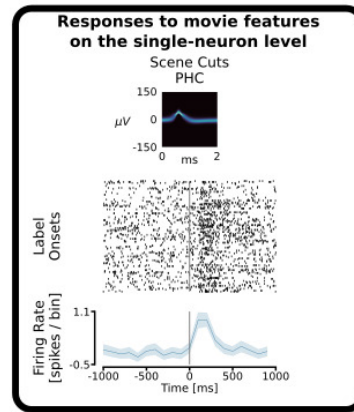 Responses to movie features
on the single-neuron level
Scene Cuts
PHC
150
μV
0
-150
0
2
ms
Label
Onsets
1.1
Firing Rate
[spikes / bin]
-0.5
-1000
-500
0
500
1000
Time [ms]